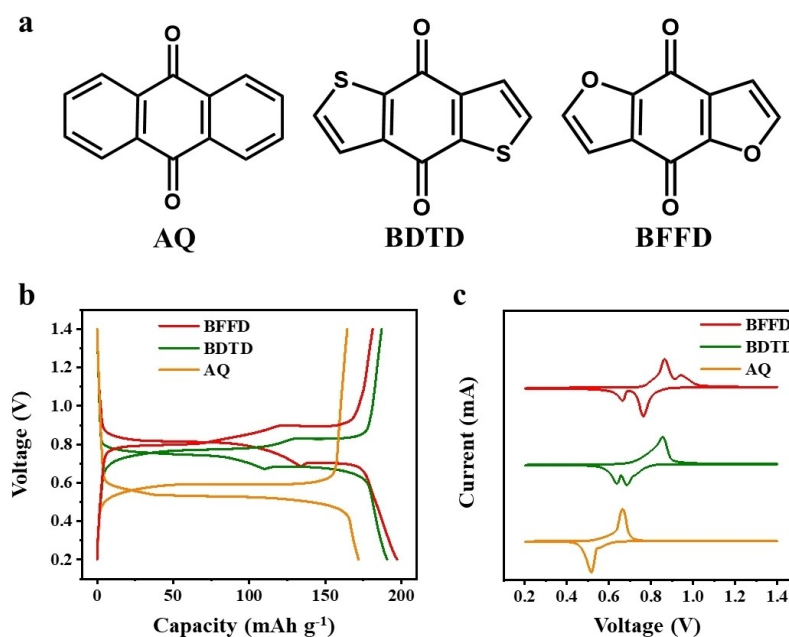 a
O
O
AQ
S
O
O
S
BDTD
O
O
O
O
BFFD
b
BFFD
BDTD
AQ
1.4
1.2
1.0
0.8
0.6
0.4
0.2
Voltage (V)
0
50
100
150
200
Capacity (mAh g⁻¹)
c
BFFD
BDTD
AQ
Current (mA)
0.2
0.6
0.8
1.0
1.2
1.4
Voltage (V)